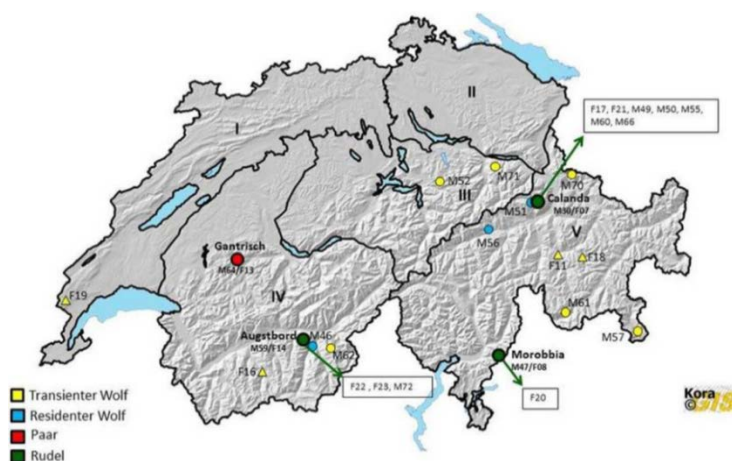 II
I
F17, F21, M49, M50, M55,
M60, M66
M52
M71
M70
III
M51
Calanda
M30/F07
M56
V
Gantrisch
M64/F13
F11
F18
IV
F19
M61
M57
Augstbord
M59/F14
M46
M62
Morobbia
M47/F08
F16
F22 , F23, M72
F20
Transienter Wolf
Residenter Wolf
Paar
Rudel
Kora
© GIS